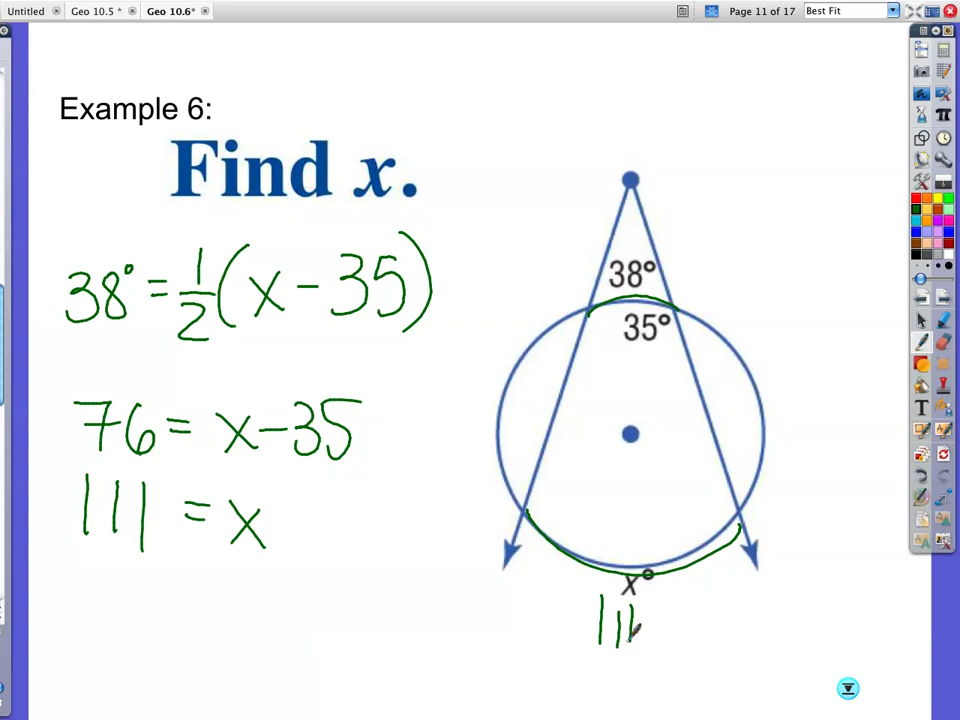 Untitled Geo 10.5 * Geo 10.6* Page 11 of 17 Best Fit
Example 6:
Find x.
38° = 1/2 (x - 35)
38°
35°
76 = x - 35
111 = x
x°
111